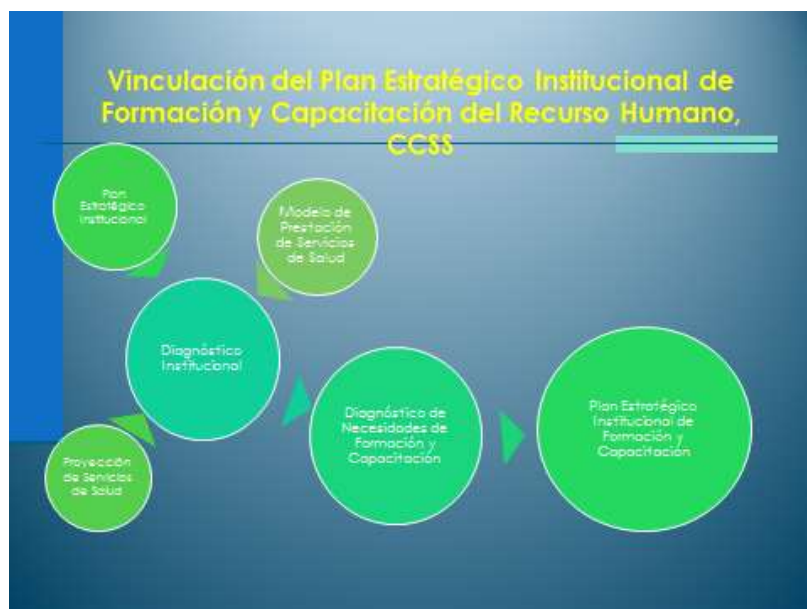 Vinculación del Plan Estratégico Institucional de
Formación y Capacitación del Recurso Humano,
CCSS
Plan
Estratégico
Institucional
Modelo de
Prestación
de Servicios
de Salud
Diagnóstico
Institucional
Proyección
de Servicios
de Salud
Diagnóstico de
Necesidades de
Formación y
Capacitación
Plan Estratégico
Institucional de
Formación y
Capacitación